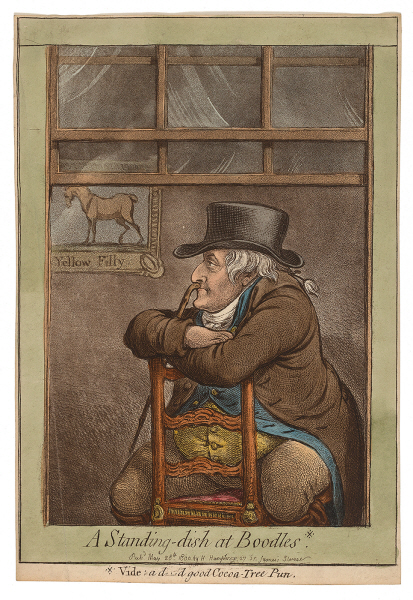 Yellow Filly
A Standing-dish at Boodles *
Pubd May 28th 1800 by H. Humphrey 27 St James's Street
* Vide: a d--d good Cocoa-Tree Pun.